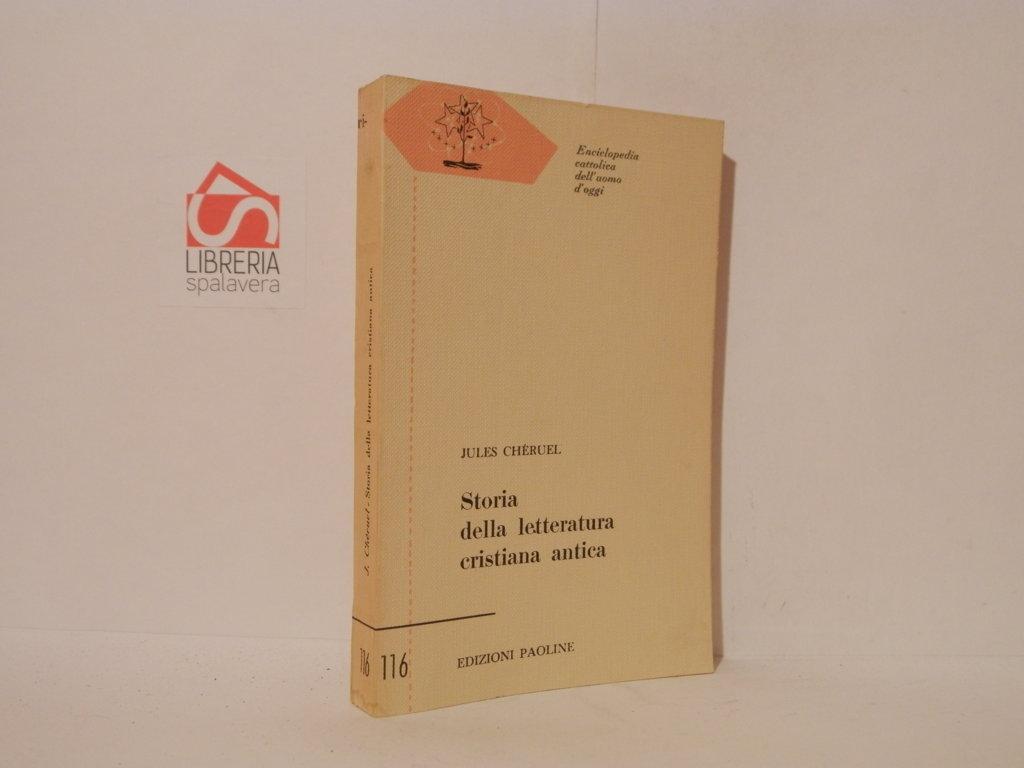 LIBRERIA
spalavera
Enciclopedia
cattolica
dell'uomo
d'oggi
JULES CHÉRUEL
Storia
della letteratura
cristiana antica
EDIZIONI PAOLINE
116
J. Chéruel - Storia della letteratura cristiana antica
116